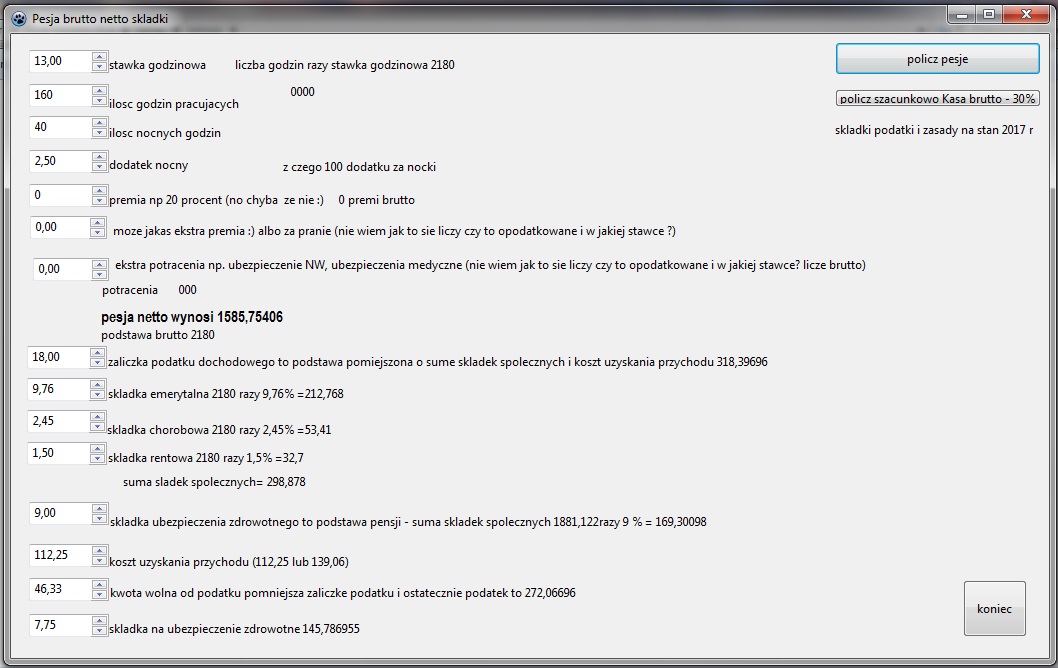 Pesja brutto netto skladki
13,00 stawka godzinowa liczba godzin razy stawka godzinowa 2180 policz pesje
160 ilosc godzin pracujacych 0000 policz szacunkowo Kasa brutto - 30%
40 ilosc nocnych godzin skladki podatki i zasady na stan 2017 r
2,50 dodatek nocny z czego 100 dodatku za nocki
0 premia np 20 procent (no chyba ze nie :) 0 premi brutto
0,00 moze jakas ekstra premia :) albo za pranie (nie wiem jak to sie liczy czy to opodatkowane i w jakiej stawce ?)
0,00 ekstra potracenia np. ubezpieczenie NW, ubezpieczenia medyczne (nie wiem jak to sie liczy czy to opodatkowane i w jakiej stawce? licze brutto)
potracenia 000
pesja netto wynosi 1585,75406
podstawa brutto 2180
18,00 zaliczka podatku dochodowego to podstawa pomiejszona o sume skladek spolecznych i koszt uzyskania przychodu 318,39696
9,76 skladka emerytalna 2180 razy 9,76% =212,768
2,45 skladka chorobowa 2180 razy 2,45% =53,41
1,50 skladka rentowa 2180 razy 1,5% =32,7
suma sladek spolecznych= 298,878
9,00 skladka ubezpieczenia zdrowotnego to podstawa pensji - suma skladek spolecznych 1881,122razy 9 % = 169,30098
112,25 koszt uzyskania przychodu (112,25 lub 139,06)
46,33 kwota wolna od podatku pomniejsza zaliczke podatku i ostatecznie podatek to 272,06696
koniec
7,75 skladka na ubezpieczenie zdrowotne 145,786955